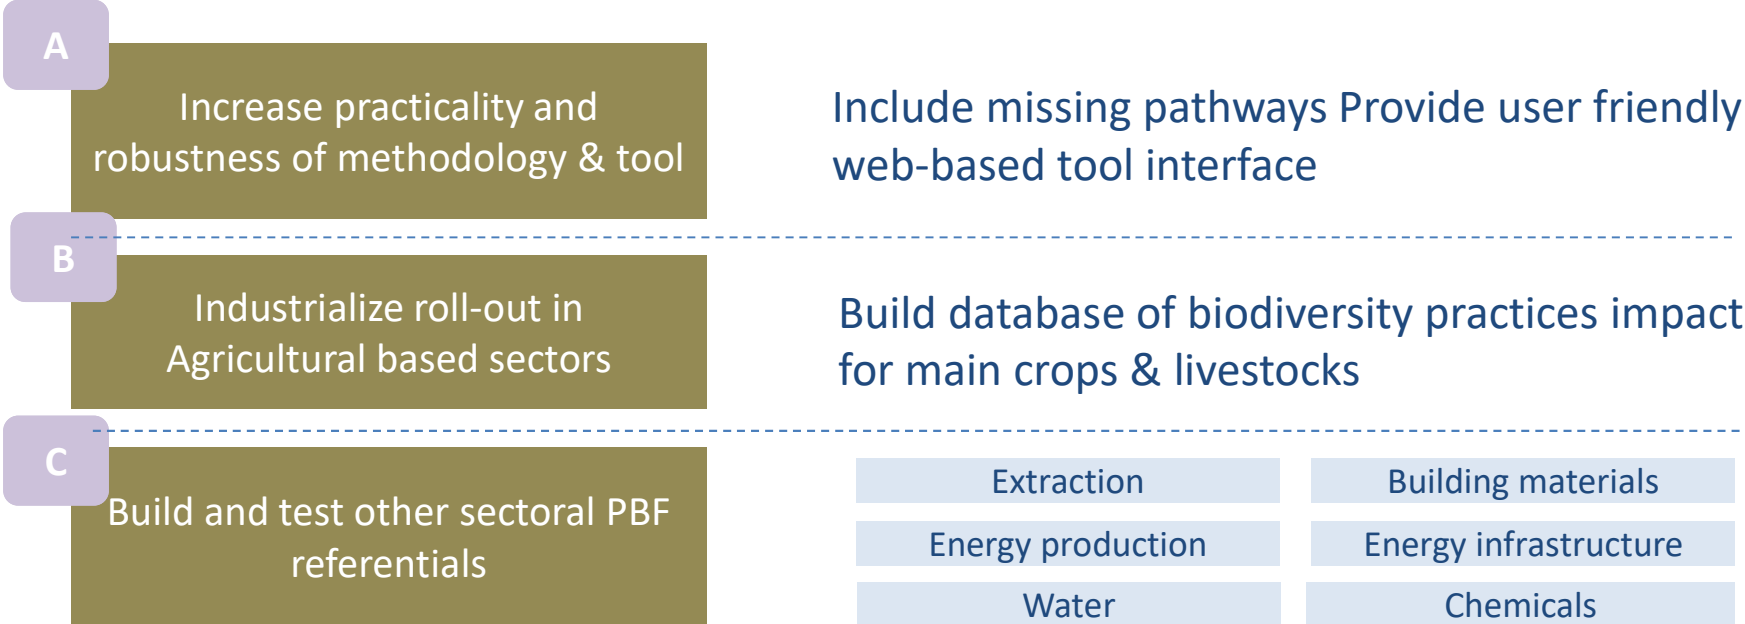 A
Increase practicality and
robustness of methodology & tool
Include missing pathways Provide user friendly
web-based tool interface
B
Industrialize roll-out in
Agricultural based sectors
Build database of biodiversity practices impact
for main crops & livestocks
C
Build and test other sectoral PBF
referentials
Extraction
Building materials
Energy production
Energy infrastructure
Water
Chemicals